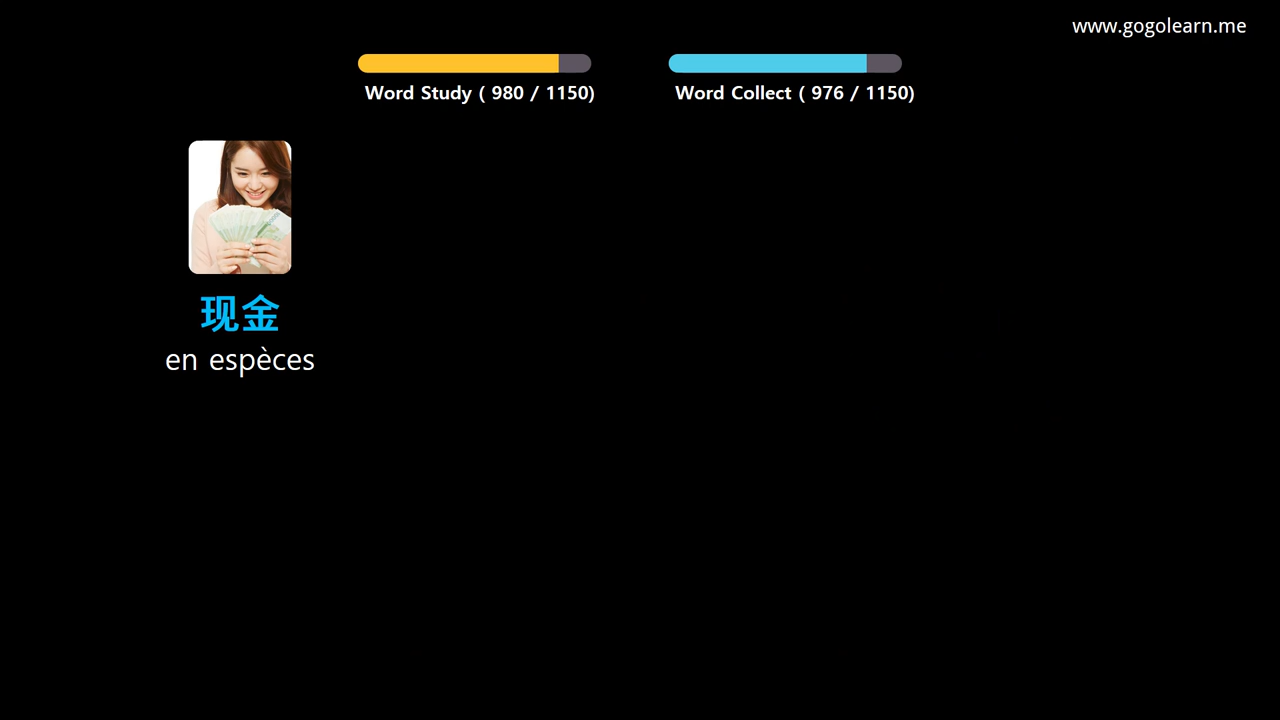 www.gogolearn.me
Word Study ( 980 / 1150)
Word Collect ( 976 / 1150)
现金
en espèces